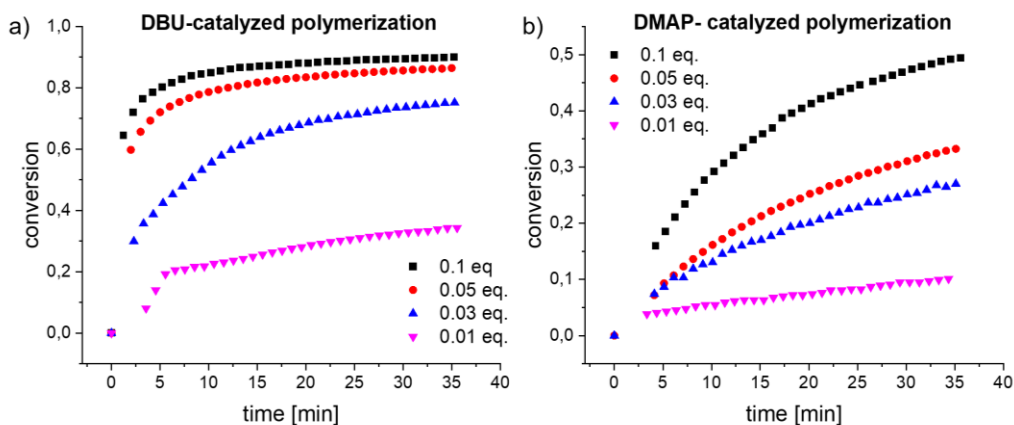 a)
DBU-catalyzed polymerization
1,0
0,8
0,6
0,4
0,2
0,0
conversion
0.1 eq
0.05 eq.
0.03 eq.
0.01 eq.
0 5 10 15 20 25 30 35 40
time [min]
b)
DMAP- catalyzed polymerization
0,5
0,4
0,3
0,2
0,1
0,0
conversion
0.1 eq.
0.05 eq.
0.03 eq.
0.01 eq.
0 5 10 15 20 25 30 35 40
time [min]